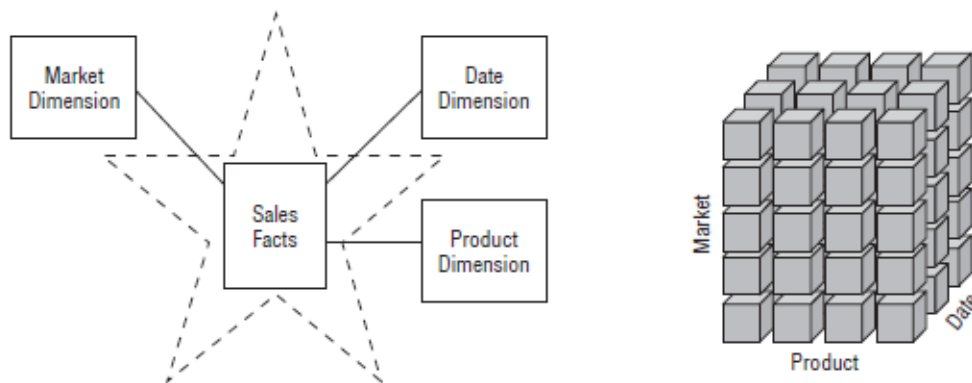 Market
Dimension
Date
Dimension
Sales
Facts
Product
Dimension
Market
Product
Date